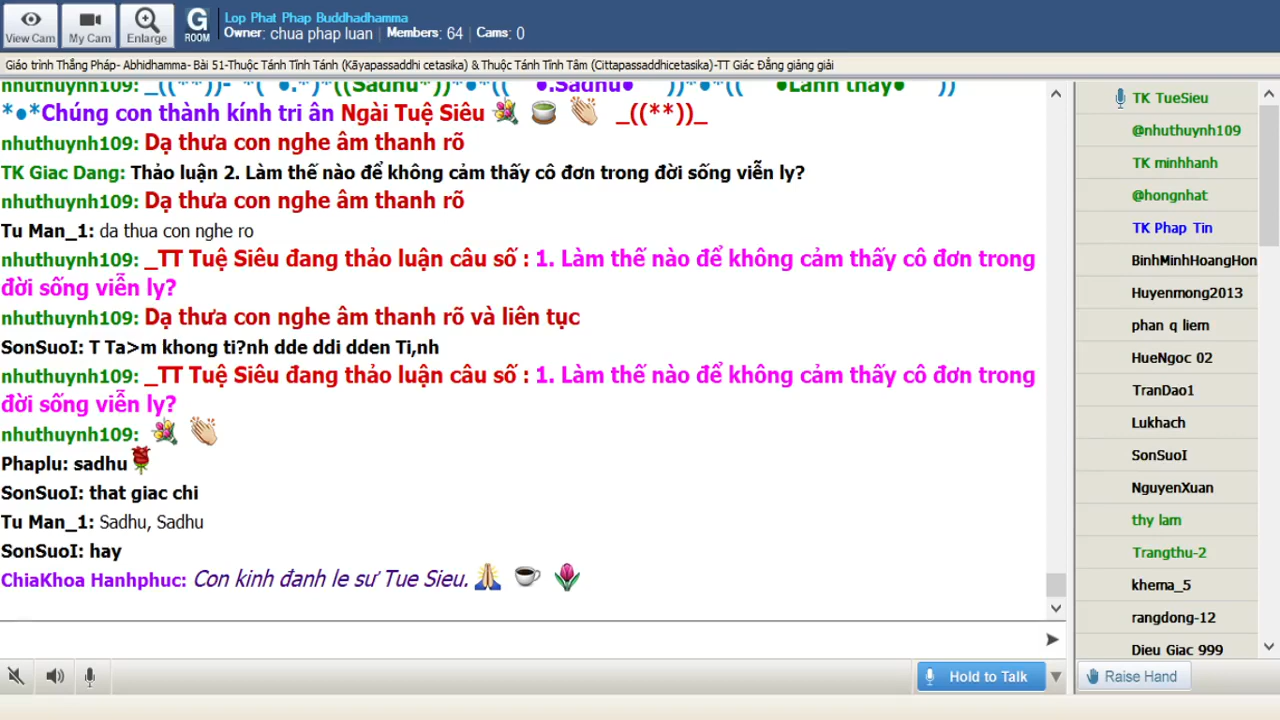 View Cam
My Cam
Enlarge
G
ROOM
Lop Phat Phap Buddhadhamma
Owner: chua phap luan Members: 64 Cams: 0
Giáo trình Thắng Pháp- Abhidhamma- Bài 51-Thuộc Tánh Tĩnh Tánh (Kāyapassaddhi cetasika) & Thuộc Tánh Tĩnh Tâm (Cittapassaddhicetasika)-TT Giác Đẳng giảng giải
nhuthuynh109: _((**))- *( ●.*)*((Sadhu*))*●*(( ●.Sadhu● ))*●*(( ●Lành thay● ))
*●*Chúng con thành kính tri ân Ngài Tuệ Siêu _((**))_
nhuthuynh109: Dạ thưa con nghe âm thanh rõ
TK Giac Dang: Thảo luận 2. Làm thế nào để không cảm thấy cô đơn trong đời sống viễn ly?
nhuthuynh109: Dạ thưa con nghe âm thanh rõ
Tu Man_1: da thua con nghe ro
nhuthuynh109: _TT Tuệ Siêu đang thảo luận câu số : 1. Làm thế nào để không cảm thấy cô đơn trong
đời sống viễn ly?
nhuthuynh109: Dạ thưa con nghe âm thanh rõ và liên tục
SonSuoI: T Ta>m khong ti?nh dde ddi dden Ti,nh
nhuthuynh109: _TT Tuệ Siêu đang thảo luận câu số : 1. Làm thế nào để không cảm thấy cô đơn trong
đời sống viễn ly?
nhuthuynh109:
Phaplu: sadhu
SonSuoI: that giac chi
Tu Man_1: Sadhu, Sadhu
SonSuoI: hay
ChiaKhoa Hanhphuc: Con kinh đanh le sư Tue Sieu.
TK TueSieu
@nhuthuynh109
TK minhhanh
@hongnhat
TK Phap Tin
BinhMinhHoangHon
Huyenmong2013
phan q liem
HueNgoc 02
TranDao1
Lukhach
SonSuoI
NguyenXuan
thy lam
Trangthu-2
khema_5
rangdong-12
Dieu Giac 999
Hold to Talk
Raise Hand